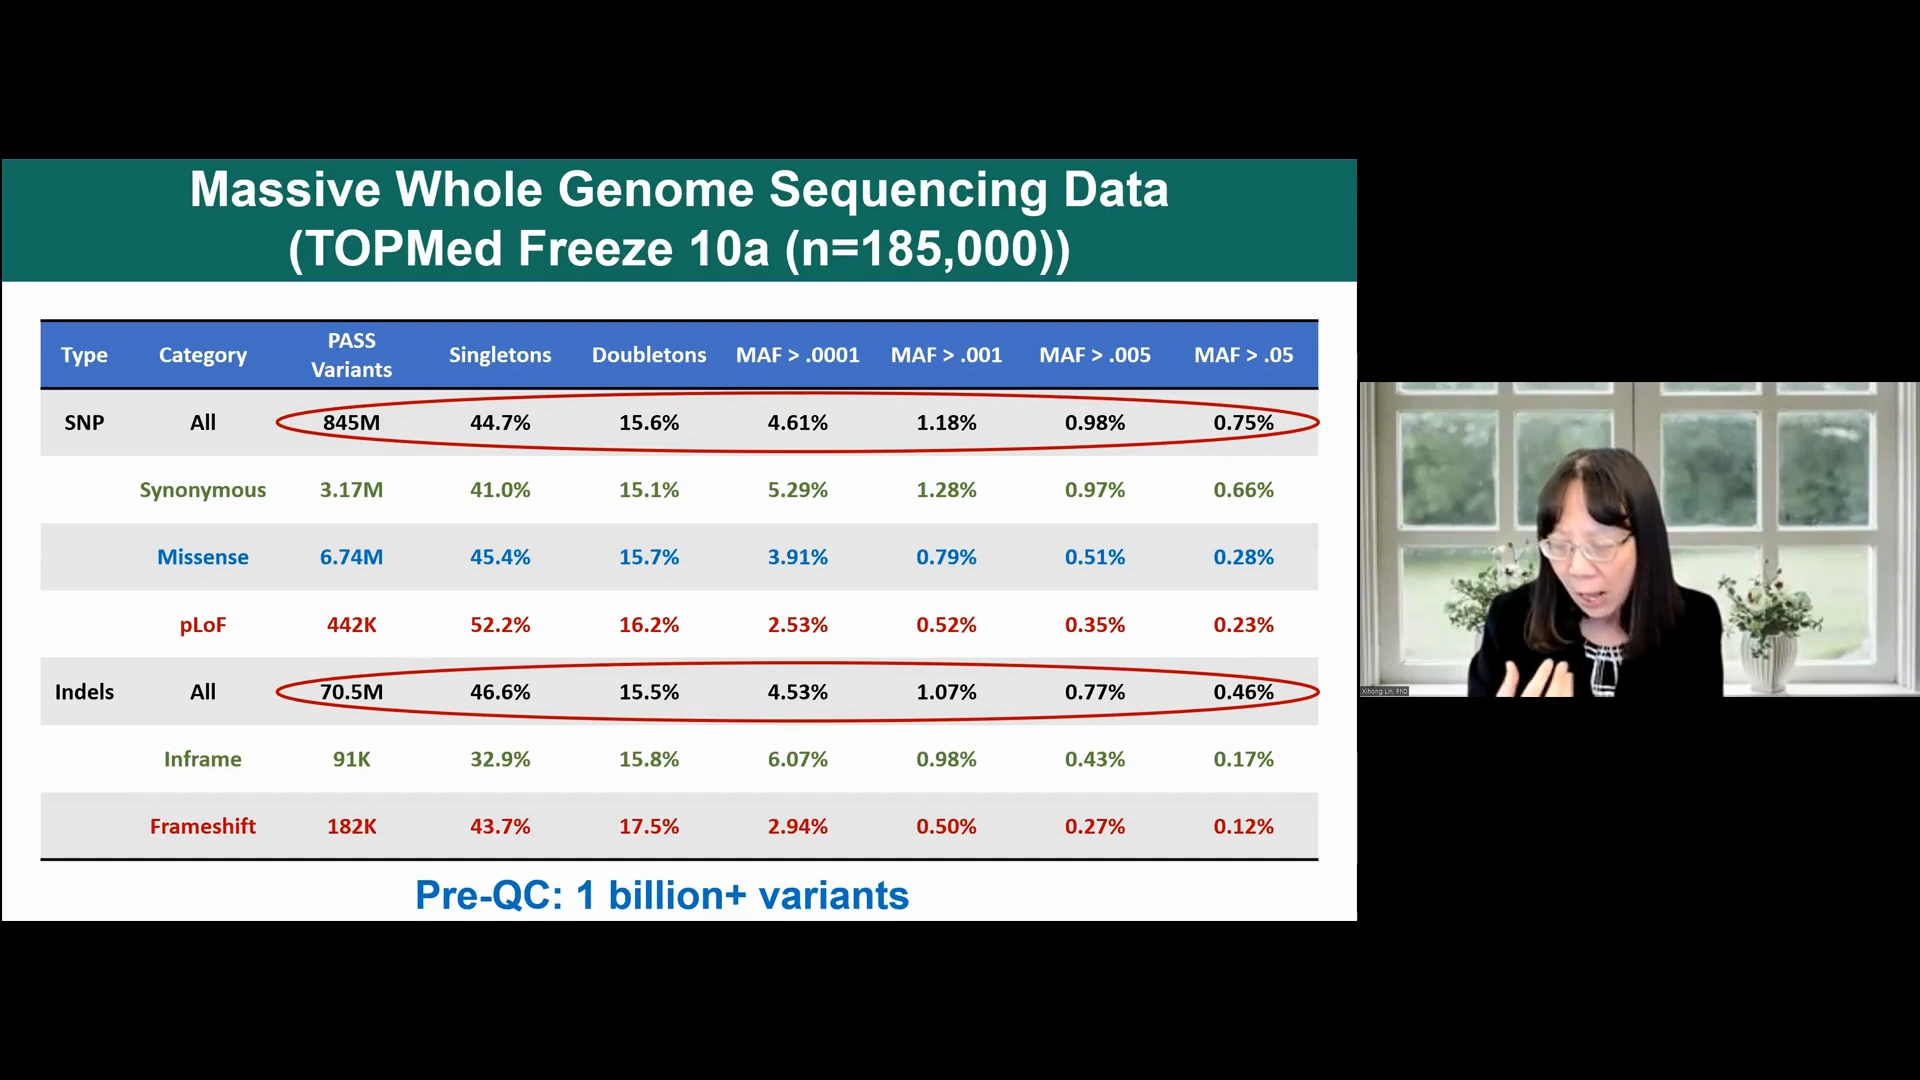 Massive Whole Genome Sequencing Data
(TOPMed Freeze 10a (n=185,000))
Type Category PASS Variants Singletons Doubletons MAF > .0001 MAF > .001 MAF > .005 MAF > .05
SNP All 845M 44.7% 15.6% 4.61% 1.18% 0.98% 0.75%
Synonymous 3.17M 41.0% 15.1% 5.29% 1.28% 0.97% 0.66%
Missense 6.74M 45.4% 15.7% 3.91% 0.79% 0.51% 0.28%
pLoF 442K 52.2% 16.2% 2.53% 0.52% 0.35% 0.23%
Indels All 70.5M 46.6% 15.5% 4.53% 1.07% 0.77% 0.46%
Inframe 91K 32.9% 15.8% 6.07% 0.98% 0.43% 0.17%
Frameshift 182K 43.7% 17.5% 2.94% 0.50% 0.27% 0.12%
Pre-QC: 1 billion+ variants
Xihong Lin, PhD